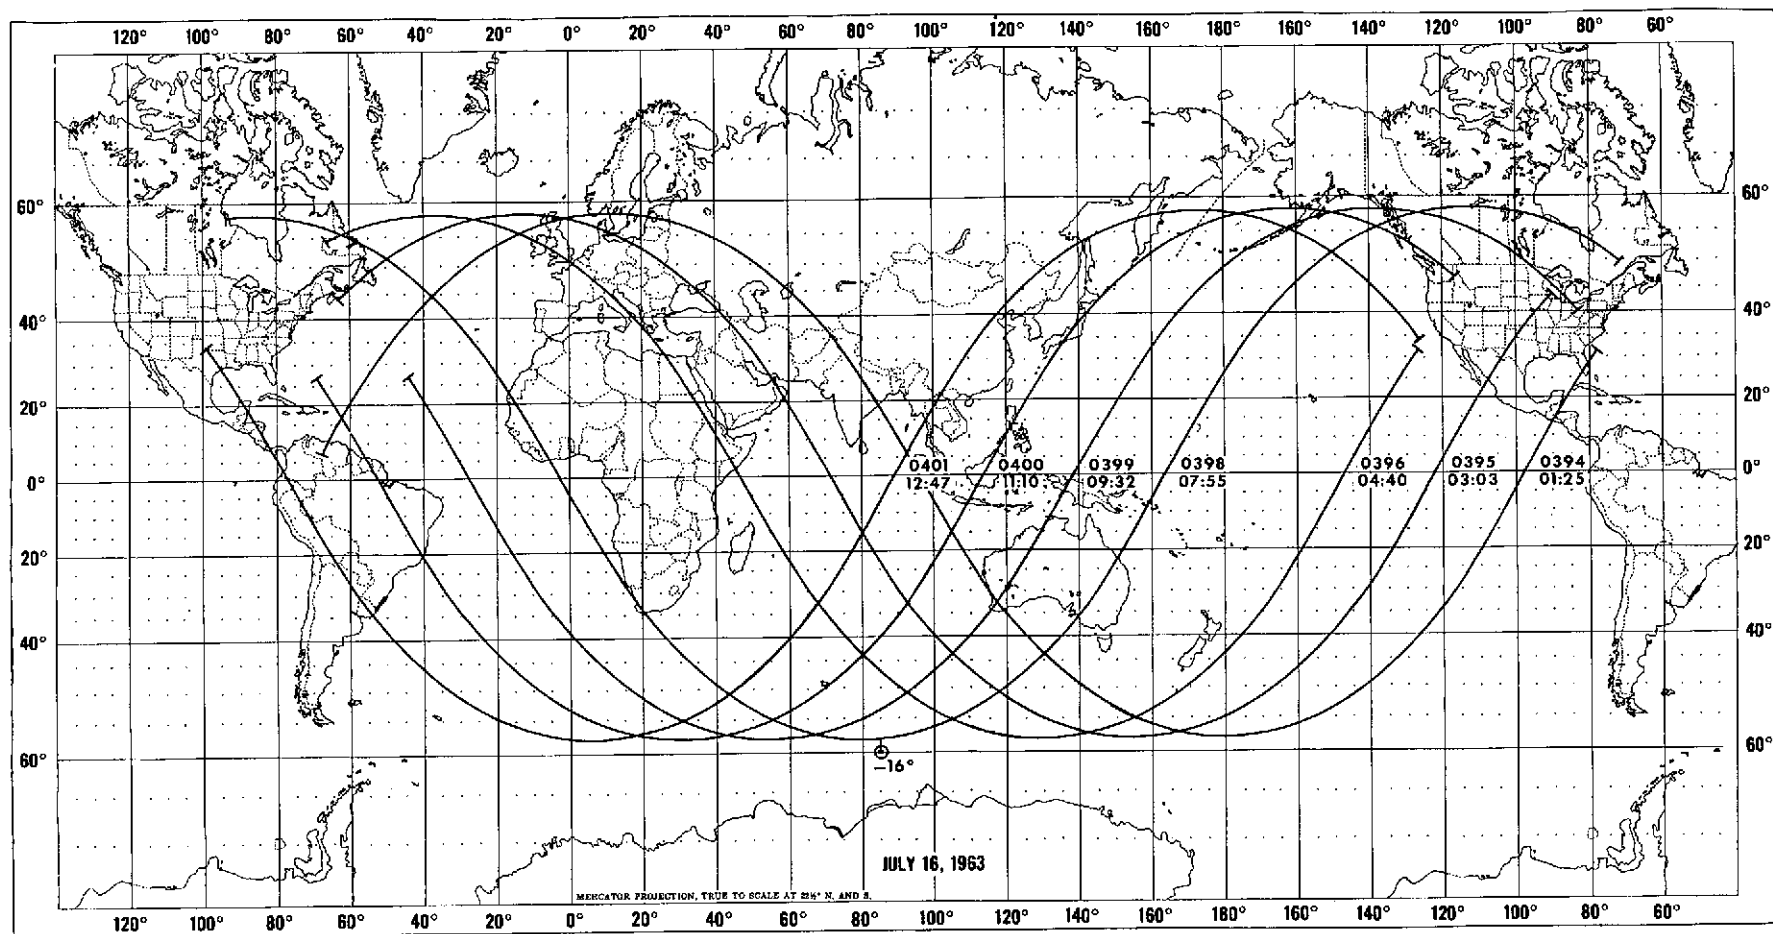 120° 100° 80° 60° 40° 20° 0° 20° 40° 60° 80° 100° 120° 140° 160° 180° 160° 140° 120° 100° 80° 60°
60° 60°
40° 40°
20° 20°
0401 0400 0399 0398 0396 0395 0394
0° 0°
12:47 11:10 09:32 07:55 04:40 03:03 01:25
20° 20°
40° 40°
60° 60°
−16°
JULY 16, 1963
MERCATOR PROJECTION, TRUE TO SCALE AT 22½° N. AND S.
120° 100° 80° 60° 40° 20° 0° 20° 40° 60° 80° 100° 120° 140° 160° 180° 160° 140° 120° 100° 80° 60°